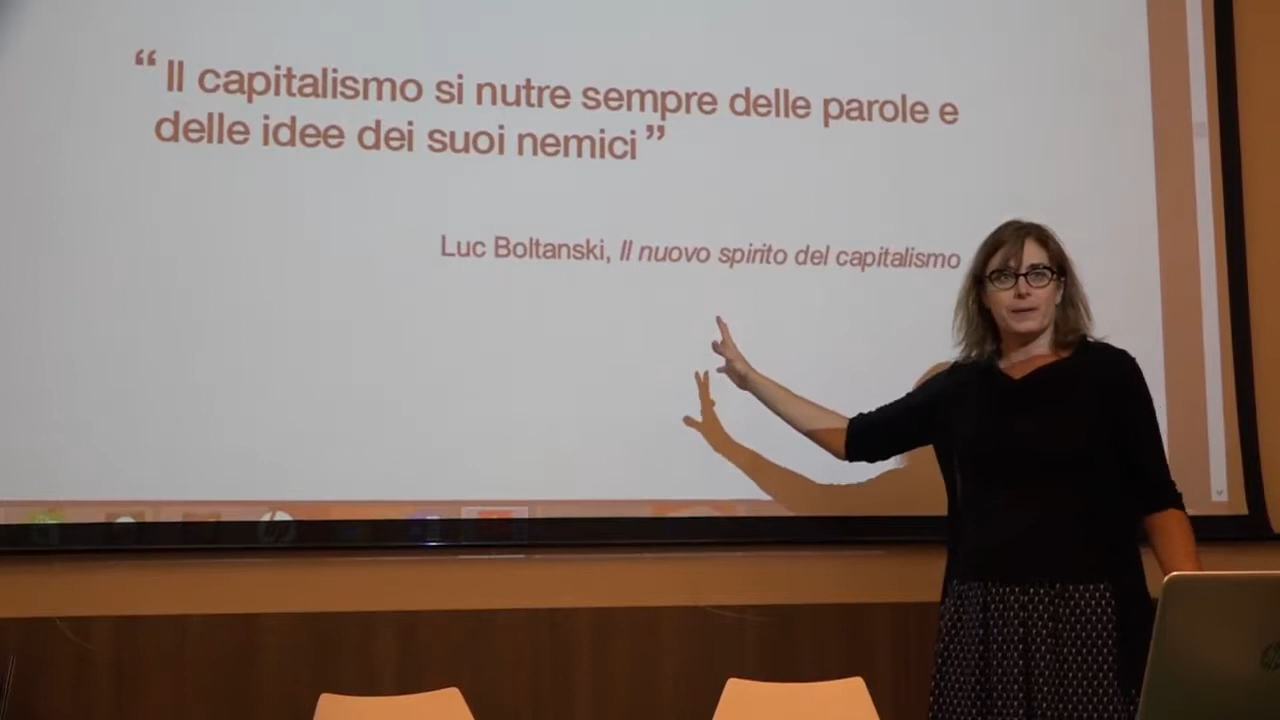 “Il capitalismo si nutre sempre delle parole e
delle idee dei suoi nemici”
Luc Boltanski, Il nuovo spirito del capitalismo
hp